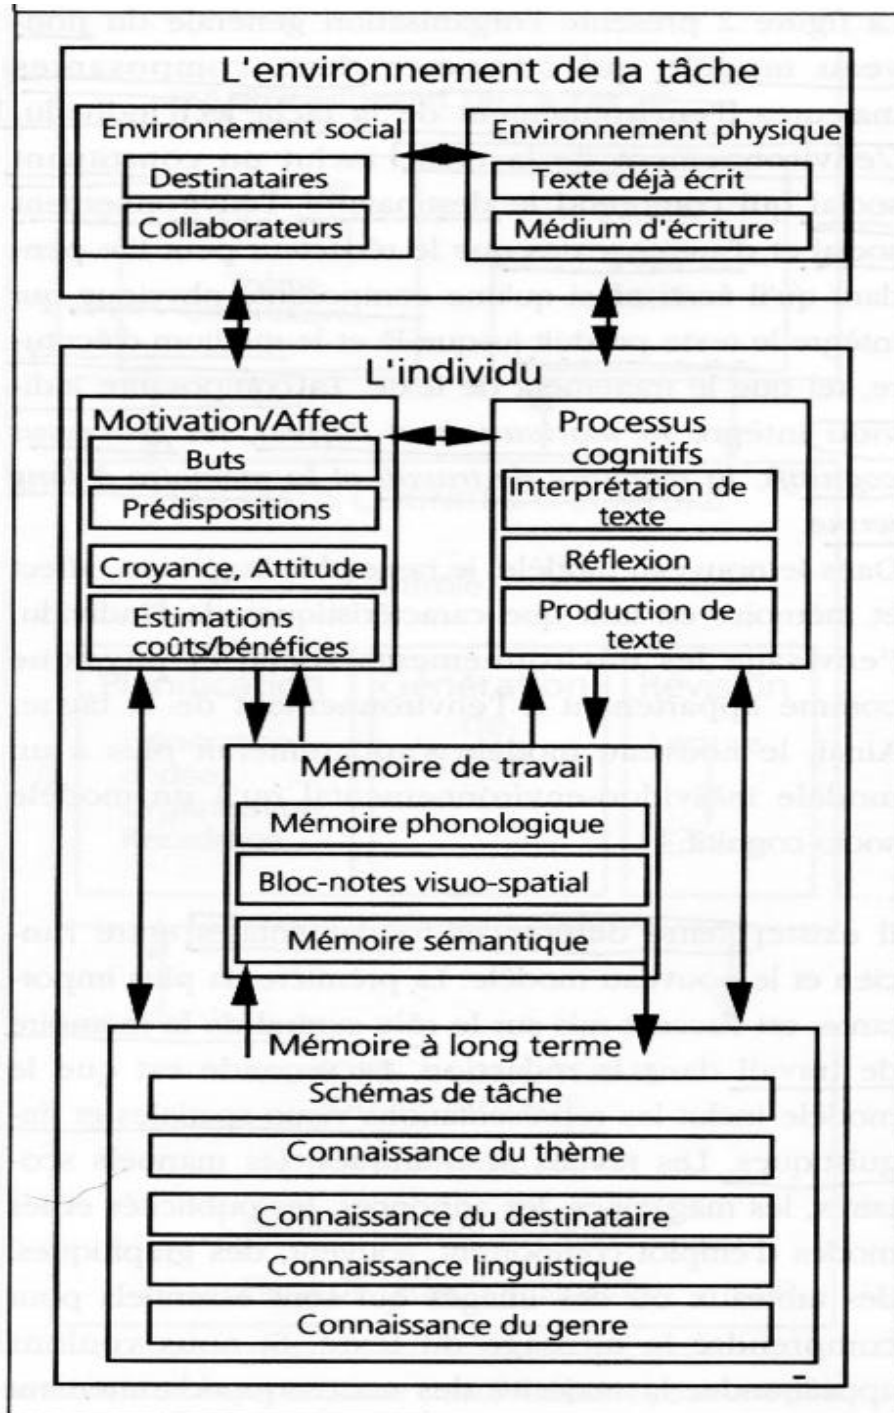 L'environnement de la tâche
Environnement social
Destinataires
Collaborateurs
Environnement physique
Texte déjà écrit
Médium d'écriture
L'individu
Motivation/Affect
Buts
Prédispositions
Croyance, Attitude
Estimations
coûts/bénéfices
Processus
cognitifs
Interprétation de
texte
Réflexion
Production de
texte
Mémoire de travail
Mémoire phonologique
Bloc-notes visuo-spatial
Mémoire sémantique
Mémoire à long terme
Schémas de tâche
Connaissance du thème
Connaissance du destinataire
Connaissance linguistique
Connaissance du genre